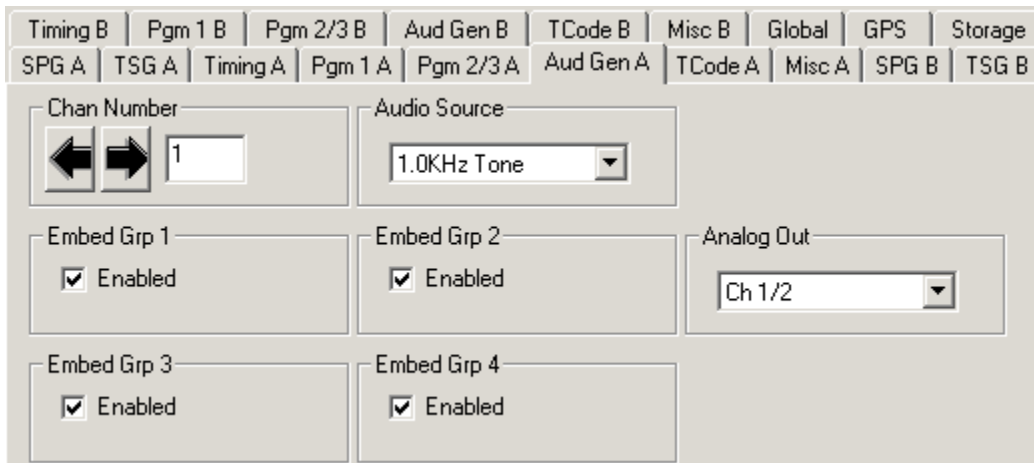 Timing B Pgm 1 B Pgm 2/3 B Aud Gen B TCode B Misc B Global GPS Storage
SPG A TSG A Timing A Pgm 1 A Pgm 2/3 A Aud Gen A TCode A Misc A SPG B TSG B
Chan Number Audio Source
1 1.0KHz Tone
Embed Grp 1 Embed Grp 2 Analog Out
Enabled Enabled Ch 1/2
Embed Grp 3 Embed Grp 4
Enabled Enabled